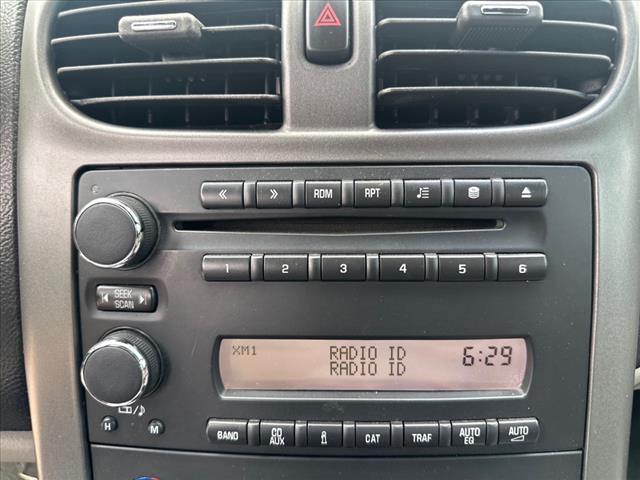 RDM RPT
1 2 3 4 5 6
SEEK
SCAN
XM1 RADIO ID 6:29
RADIO ID
BAND CD AUX i CAT TRAF AUTO EQ AUTO
H M